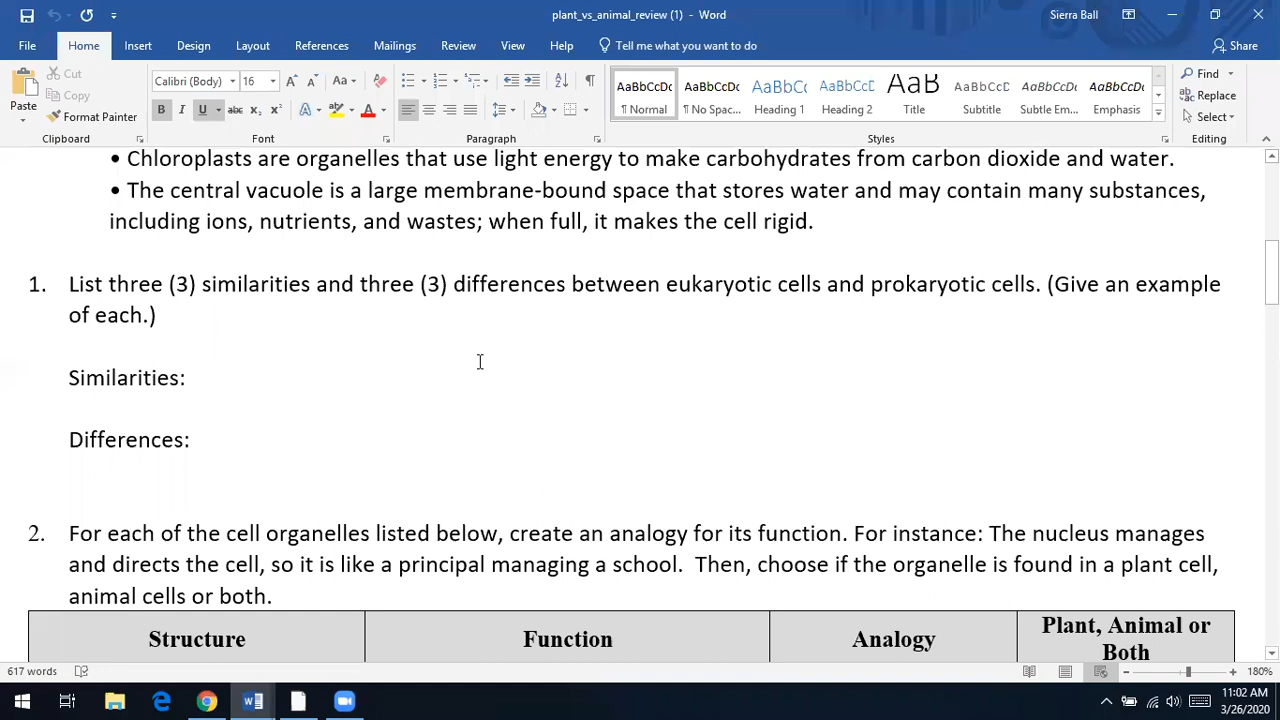 plant_vs_animal_review (1) - Word
Sierra Ball
File Home Insert Design Layout References Mailings Review View Help Tell me what you want to do Share
Paste
Cut
Copy
Format Painter
Clipboard
Calibri (Body) 16
Font
Paragraph
AaBbCcDc AaBbCcDc AaBbCc AaBbCcD AaB AaBbCcD AaBbCcDc AaBbCcDc
¶ Normal ¶ No Spac... Heading 1 Heading 2 Title Subtitle Subtle Em... Emphasis
Styles
Find
Replace
Select
Editing
• Chloroplasts are organelles that use light energy to make carbohydrates from carbon dioxide and water.
• The central vacuole is a large membrane-bound space that stores water and may contain many substances,
including ions, nutrients, and wastes; when full, it makes the cell rigid.
1. List three (3) similarities and three (3) differences between eukaryotic cells and prokaryotic cells. (Give an example
of each.)
Similarities:
Differences:
2. For each of the cell organelles listed below, create an analogy for its function. For instance: The nucleus manages
and directs the cell, so it is like a principal managing a school. Then, choose if the organelle is found in a plant cell,
animal cells or both.
Structure Function Analogy Plant, Animal or
Both
617 words
180%
11:02 AM
3/26/2020